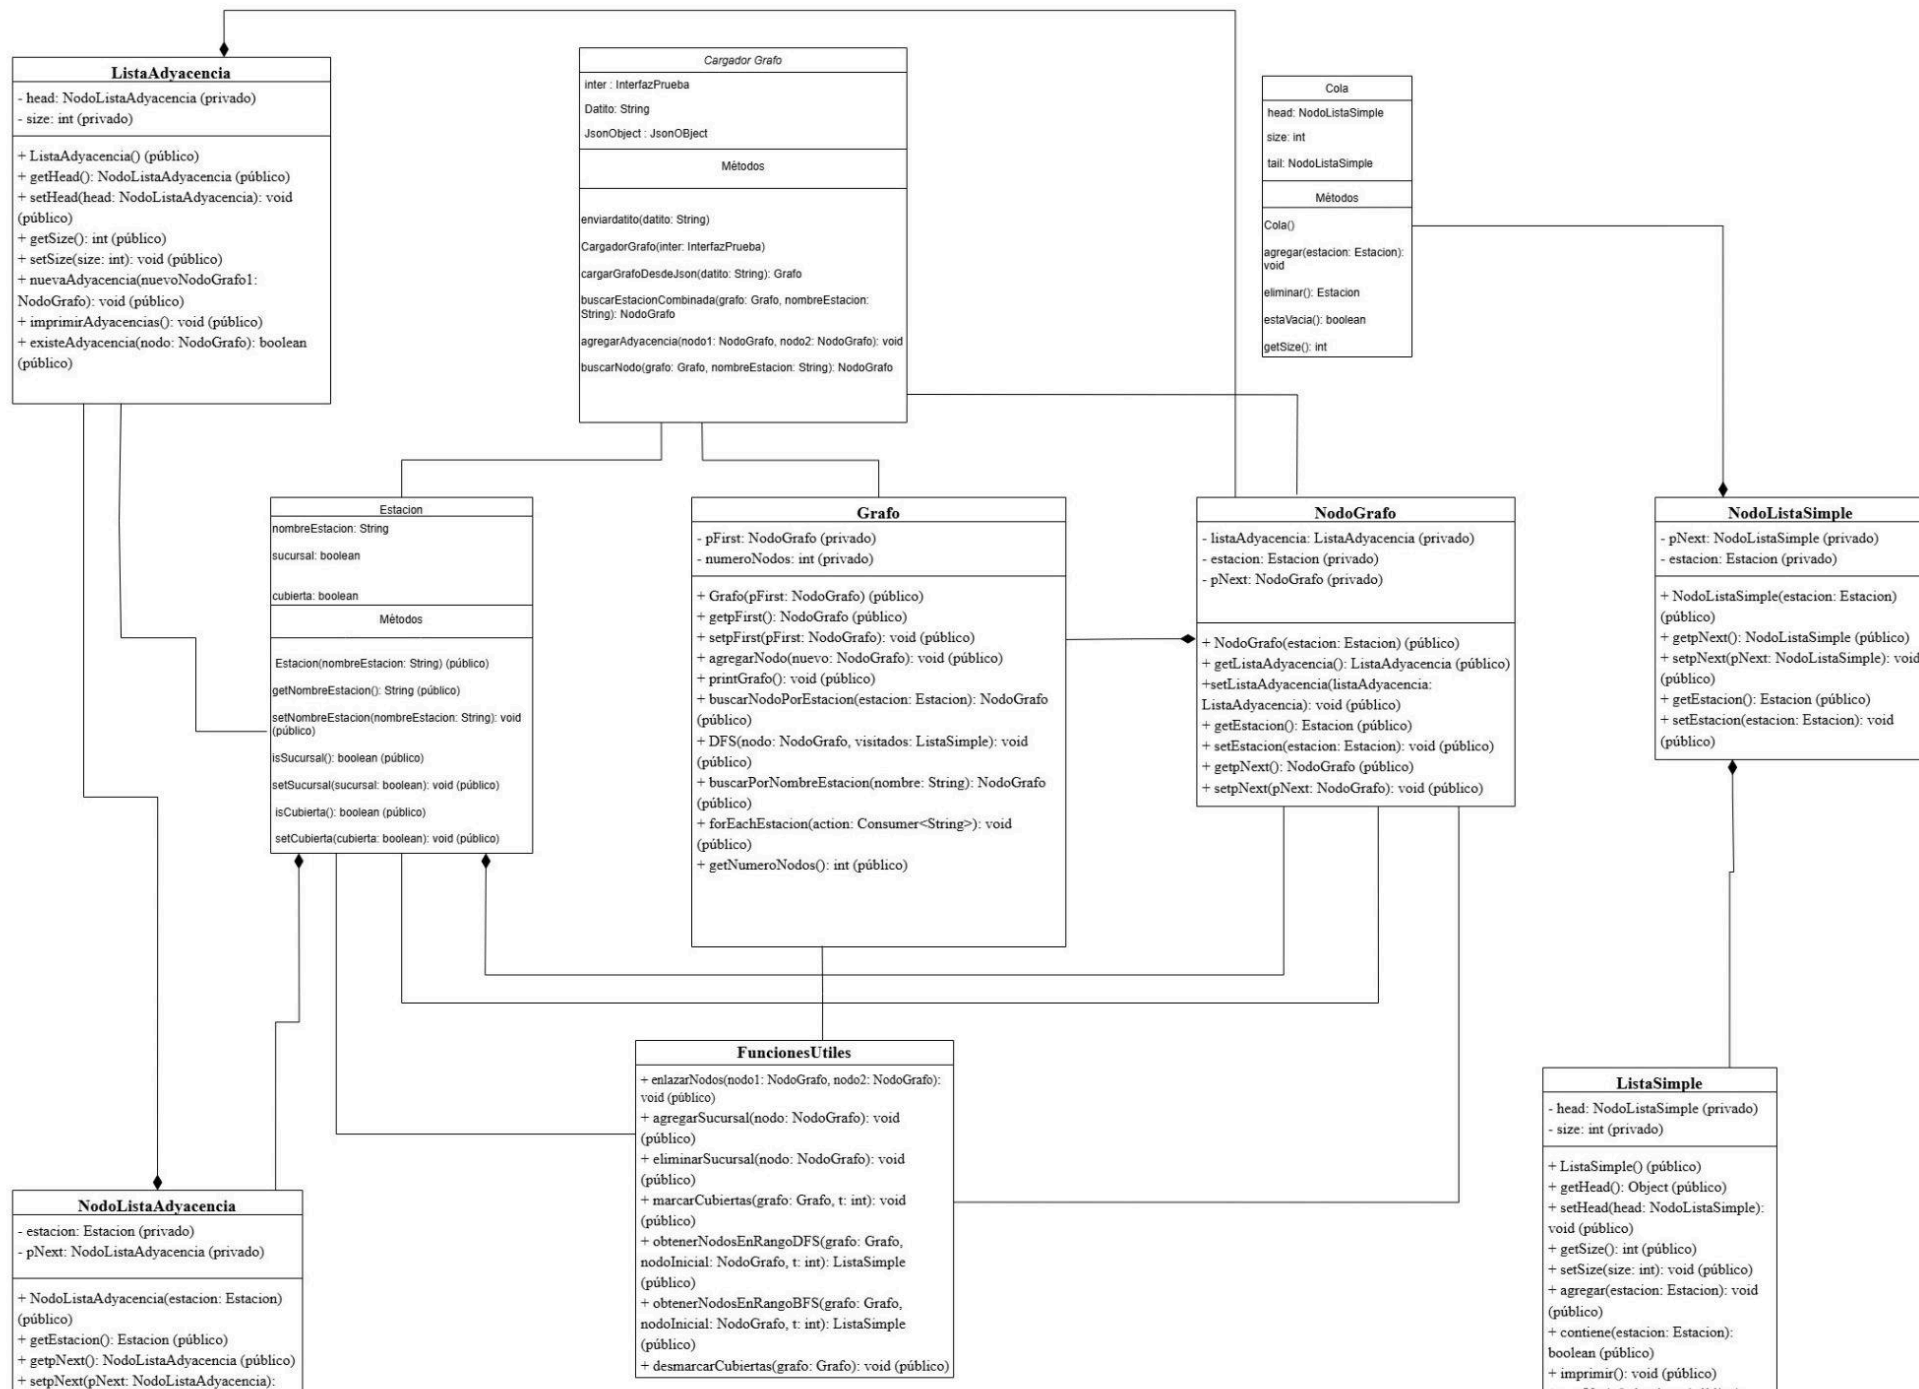 ListaAdyacencia
- head: NodoListaAdyacencia (privado)
- size: int (privado)
+ ListaAdyacencia() (público)
+ getHead(): NodoListaAdyacencia (público)
+ setHead(head: NodoListaAdyacencia): void
(público)
+ getSize(): int (público)
+ setSize(size: int): void (público)
+ nuevaAdyacencia(nuevoNodoGrafo1:
NodoGrafo): void (público)
+ imprimirAdyacencias(): void (público)
+ existeAdyacencia(nodo: NodoGrafo): boolean
(público)
Cargador Grafo
inter : InterfazPrueba
Datito: String
JsonObject : JsonOBject
Métodos
enviardatito(datito: String)
CargadorGrafo(inter: InterfazPrueba)
cargarGrafoDesdeJson(datito: String): Grafo
buscarEstacionCombinada(grafo: Grafo, nombreEstacion:
String): NodoGrafo
agregarAdyacencia(nodo1: NodoGrafo, nodo2: NodoGrafo): void
buscarNodo(grafo: Grafo, nombreEstacion: String): NodoGrafo
Cola
head: NodoListaSimple
size: int
tail: NodoListaSimple
Métodos
Cola()
agregar(estacion: Estacion):
void
eliminar(): Estacion
estaVacia(): boolean
getSize(): int
Estacion
nombreEstacion: String
sucursal: boolean
cubierta: boolean
Métodos
Estacion(nombreEstacion: String) (público)
getNombreEstacion(): String (público)
setNombreEstacion(nombreEstacion: String): void
(público)
isSucursal(): boolean (público)
setSucursal(sucursal: boolean): void (público)
isCubierta(): boolean (público)
setCubierta(cubierta: boolean): void (público)
Grafo
- pFirst: NodoGrafo (privado)
- numeroNodos: int (privado)
+ Grafo(pFirst: NodoGrafo) (público)
+ getpFirst(): NodoGrafo (público)
+ setpFirst(pFirst: NodoGrafo): void (público)
+ agregarNodo(nuevo: NodoGrafo): void (público)
+ printGrafo(): void (público)
+ buscarNodoPorEstacion(estacion: Estacion): NodoGrafo
(público)
+ DFS(nodo: NodoGrafo, visitados: ListaSimple): void
(público)
+ buscarPorNombreEstacion(nombre: String): NodoGrafo
(público)
+ forEachEstacion(action: Consumer<String>): void
(público)
+ getNumeroNodos(): int (público)
NodoGrafo
- listaAdyacencia: ListaAdyacencia (privado)
- estacion: Estacion (privado)
- pNext: NodoGrafo (privado)
+ NodoGrafo(estacion: Estacion) (público)
+ getListaAdyacencia(): ListaAdyacencia (público)
+setListaAdyacencia(listaAdyacencia:
ListaAdyacencia): void (público)
+ getEstacion(): Estacion (público)
+ setEstacion(estacion: Estacion): void (público)
+ getpNext(): NodoGrafo (público)
+ setpNext(pNext: NodoGrafo): void (público)
NodoListaSimple
- pNext: NodoListaSimple (privado)
- estacion: Estacion (privado)
+ NodoListaSimple(estacion: Estacion)
(público)
+ getpNext(): NodoListaSimple (público)
+ setpNext(pNext: NodoListaSimple): void
(público)
+ getEstacion(): Estacion (público)
+ setEstacion(estacion: Estacion): void
(público)
NodoListaAdyacencia
- estacion: Estacion (privado)
- pNext: NodoListaAdyacencia (privado)
+ NodoListaAdyacencia(estacion: Estacion)
(público)
+ getEstacion(): Estacion (público)
+ getpNext(): NodoListaAdyacencia (público)
+ setpNext(pNext: NodoListaAdyacencia):
FuncionesUtiles
+ enlazarNodos(nodo1: NodoGrafo, nodo2: NodoGrafo):
void (público)
+ agregarSucursal(nodo: NodoGrafo): void
(público)
+ eliminarSucursal(nodo: NodoGrafo): void
(público)
+ marcarCubiertas(grafo: Grafo, t: int): void
(público)
+ obtenerNodosEnRangoDFS(grafo: Grafo,
nodoInicial: NodoGrafo, t: int): ListaSimple
(público)
+ obtenerNodosEnRangoBFS(grafo: Grafo,
nodoInicial: NodoGrafo, t: int): ListaSimple
(público)
+ desmarcarCubiertas(grafo: Grafo): void (público)
ListaSimple
- head: NodoListaSimple (privado)
- size: int (privado)
+ ListaSimple() (público)
+ getHead(): Object (público)
+ setHead(head: NodoListaSimple):
void (público)
+ getSize(): int (público)
+ setSize(size: int): void (público)
+ agregar(estacion: Estacion): void
(público)
+ contiene(estacion: Estacion):
boolean (público)
+ imprimir(): void (público)